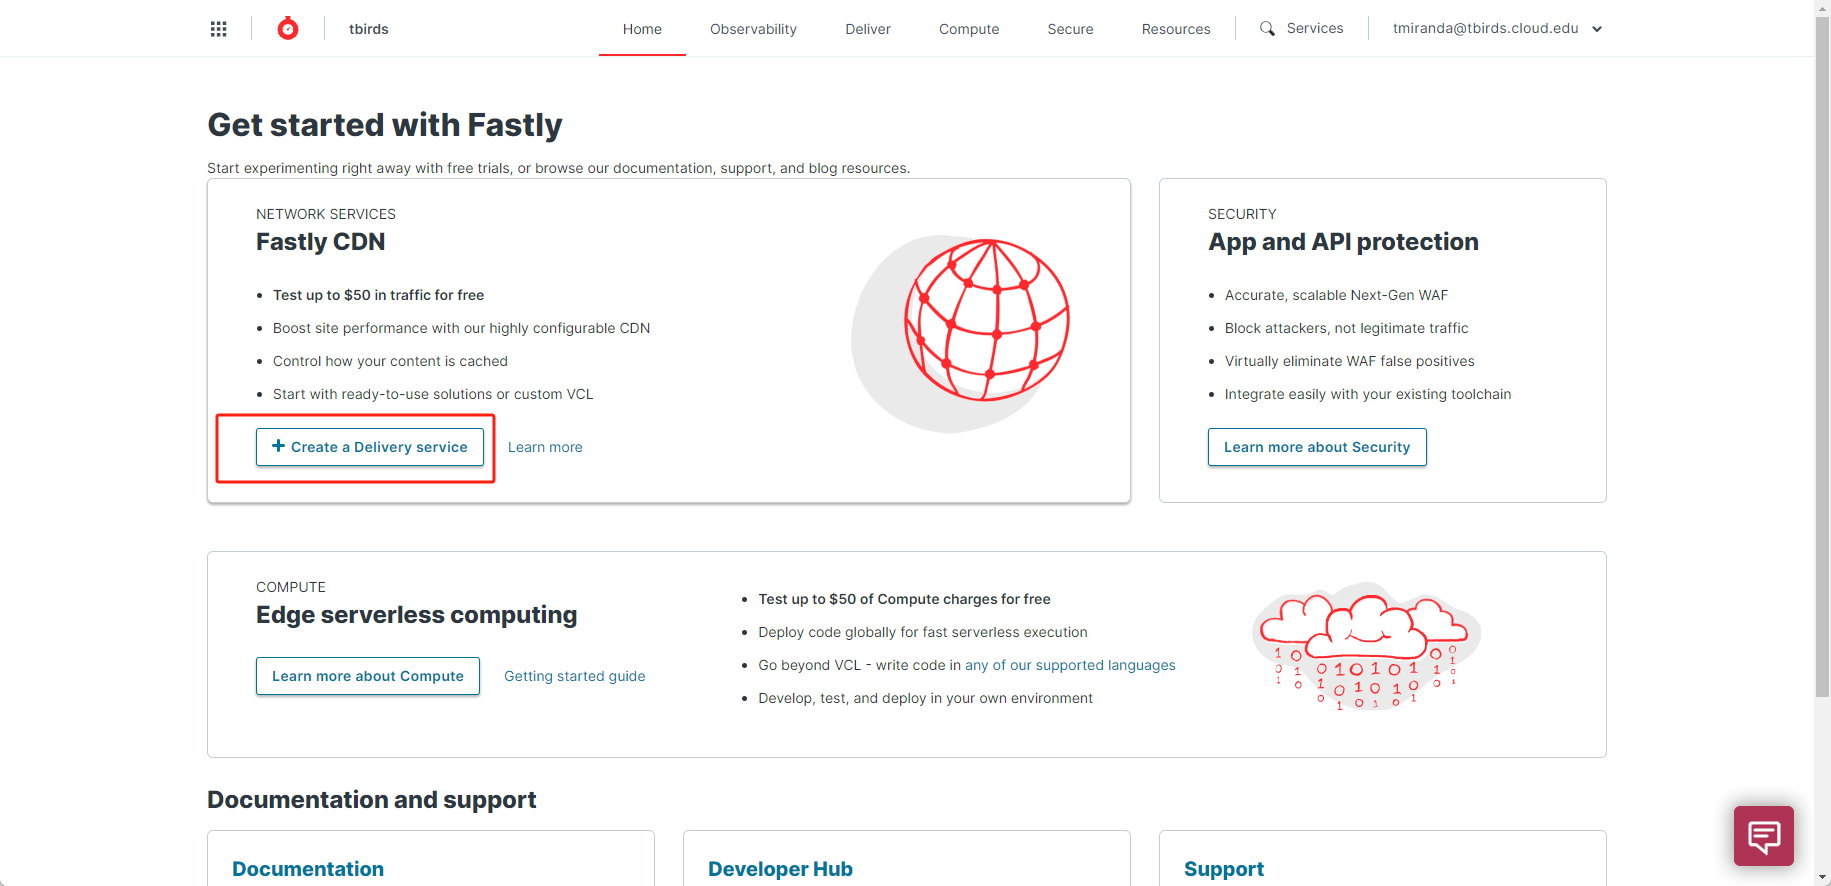 tbirds
Home
Observability
Deliver
Compute
Secure
Resources
Services
tmiranda@tbirds.cloud.edu
Get started with Fastly
Start experimenting right away with free trials, or browse our documentation, support, and blog resources.
NETWORK SERVICES
Fastly CDN
Test up to $50 in traffic for free
Boost site performance with our highly configurable CDN
Control how your content is cached
Start with ready-to-use solutions or custom VCL
+ Create a Delivery service
Learn more
SECURITY
App and API protection
Accurate, scalable Next-Gen WAF
Block attackers, not legitimate traffic
Virtually eliminate WAF false positives
Integrate easily with your existing toolchain
Learn more about Security
COMPUTE
Edge serverless computing
Learn more about Compute
Getting started guide
Test up to $50 of Compute charges for free
Deploy code globally for fast serverless execution
Go beyond VCL - write code in any of our supported languages
Develop, test, and deploy in your own environment
Documentation and support
Documentation
Developer Hub
Support